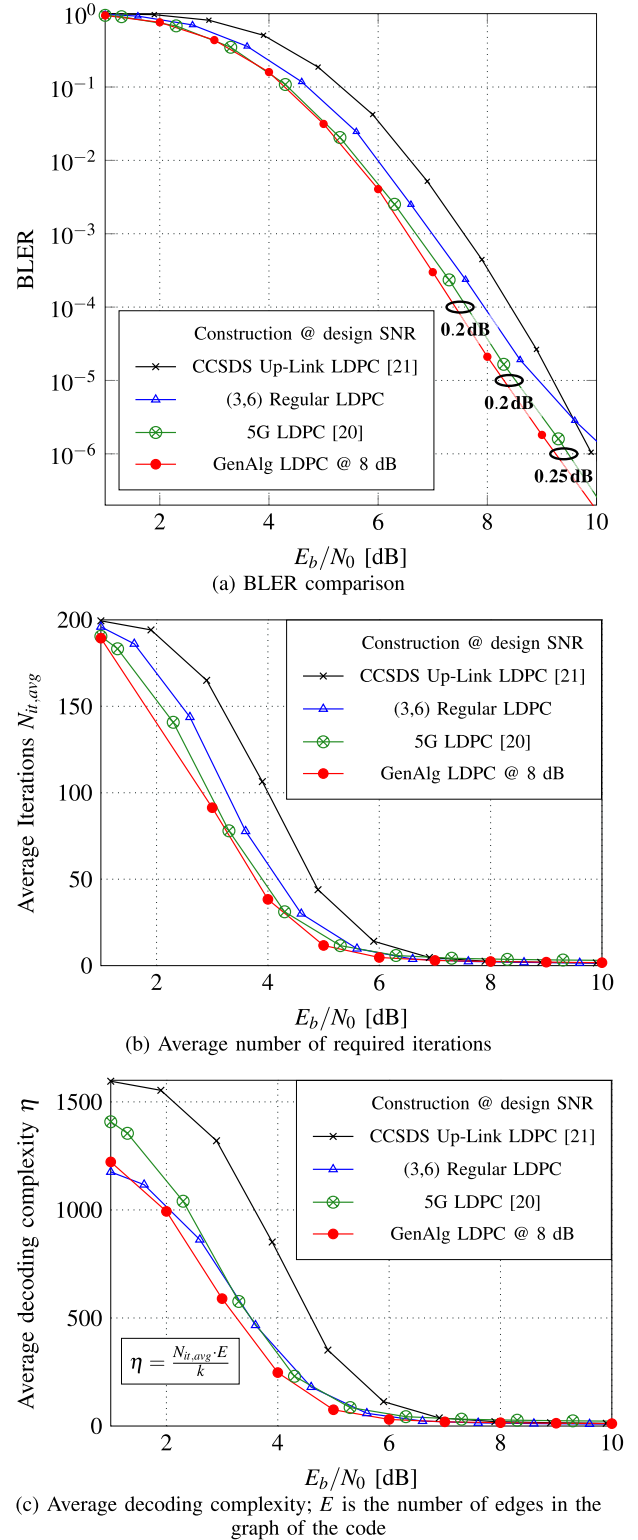 10^0
10^−1
10^−2
10^−3
10^−4
10^−5
10^−6
BLER
0.2 dB
0.2 dB
0.25 dB
Construction @ design SNR
CCSDS Up-Link LDPC [21]
(3,6) Regular LDPC
5G LDPC [20]
GenAlg LDPC @ 8 dB
2 4 6 8 10
E_b/N_0 [dB]
(a) BLER comparison
200
150
100
50
0
Average Iterations N_{it,avg}
Construction @ design SNR
CCSDS Up-Link LDPC [21]
(3,6) Regular LDPC
5G LDPC [20]
GenAlg LDPC @ 8 dB
2 4 6 8 10
E_b/N_0 [dB]
(b) Average number of required iterations
1500
1000
500
0
Average decoding complexity η
Construction @ design SNR
CCSDS Up-Link LDPC [21]
(3,6) Regular LDPC
5G LDPC [20]
GenAlg LDPC @ 8 dB
η = N_{it,avg}·E / k
2 4 6 8 10
E_b/N_0 [dB]
(c) Average decoding complexity; E is the number of edges in the
graph of the code